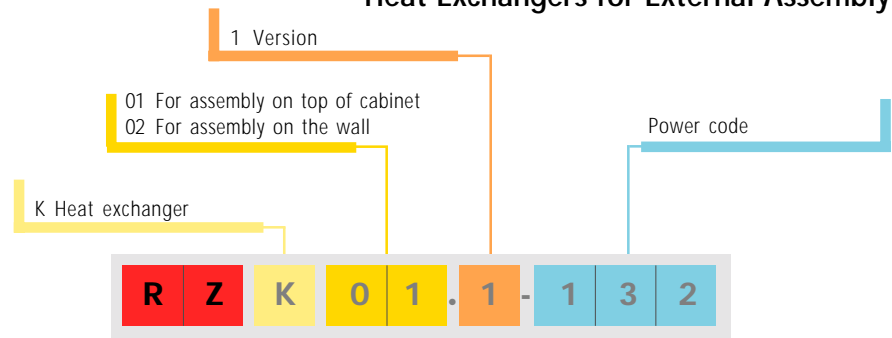 Heat Exchangers for External Assembly
1 Version
01 For assembly on top of cabinet
02 For assembly on the wall
Power code
K Heat exchanger
R Z K 0 1 . 1 - 1 3 2